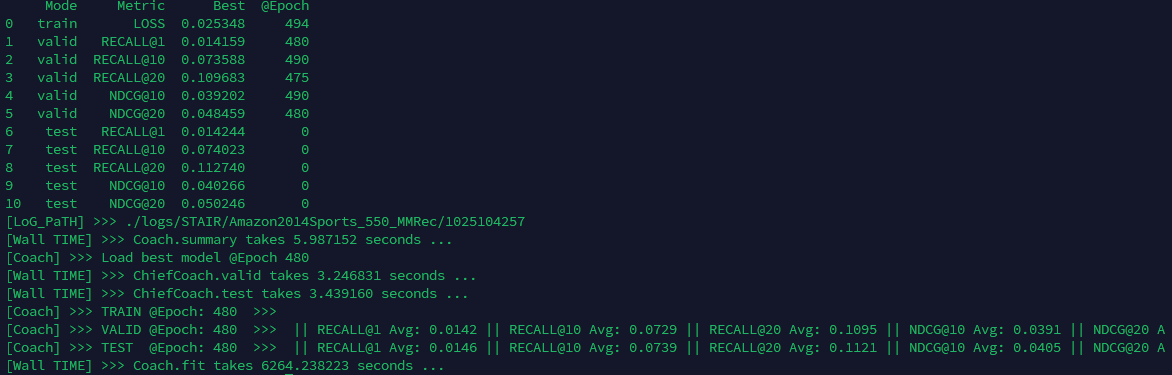 Mode Metric Best @Epoch
0 train LOSS 0.025348 494
1 valid RECALL@1 0.014159 480
2 valid RECALL@10 0.073588 490
3 valid RECALL@20 0.109683 475
4 valid NDCG@10 0.039202 490
5 valid NDCG@20 0.048459 480
6 test RECALL@1 0.014244 0
7 test RECALL@10 0.074023 0
8 test RECALL@20 0.112740 0
9 test NDCG@10 0.040266 0
10 test NDCG@20 0.050246 0
[LoG_PaTH] >>> ./logs/STAIR/Amazon2014Sports_550_MMRec/1025104257
[Wall TIME] >>> Coach.summary takes 5.987152 seconds ...
[Coach] >>> Load best model @Epoch 480
[Wall TIME] >>> ChiefCoach.valid takes 3.246831 seconds ...
[Wall TIME] >>> ChiefCoach.test takes 3.439160 seconds ...
[Coach] >>> TRAIN @Epoch: 480 >>>
[Coach] >>> VALID @Epoch: 480 >>> || RECALL@1 Avg: 0.0142 || RECALL@10 Avg: 0.0729 || RECALL@20 Avg: 0.1095 || NDCG@10 Avg: 0.0391 || NDCG@20 A
[Coach] >>> TEST @Epoch: 480 >>> || RECALL@1 Avg: 0.0146 || RECALL@10 Avg: 0.0739 || RECALL@20 Avg: 0.1121 || NDCG@10 Avg: 0.0405 || NDCG@20 A
[Wall TIME] >>> Coach.fit takes 6264.238223 seconds ...